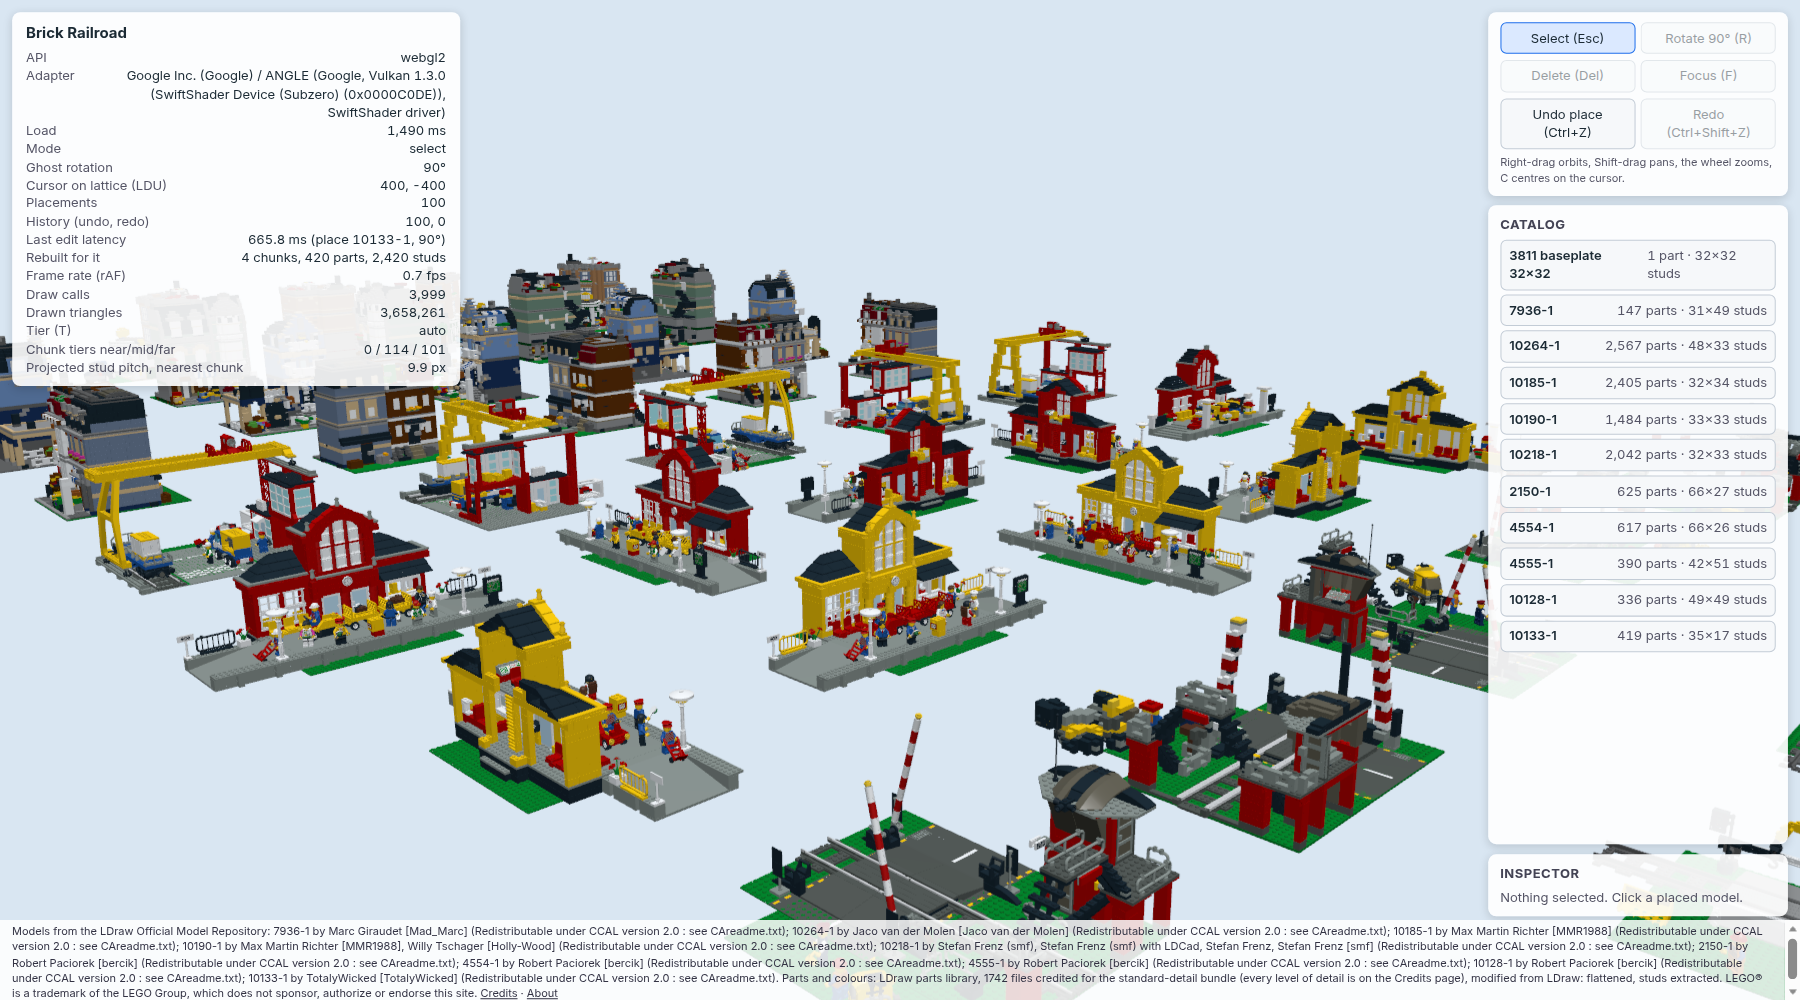 Brick Railroad
API webgl2
Adapter Google Inc. (Google) / ANGLE (Google, Vulkan 1.3.0
(SwiftShader Device (Subzero) (0x0000C0DE)),
SwiftShader driver)
Load 1,490 ms
Mode select
Ghost rotation 90°
Cursor on lattice (LDU) 400, -400
Placements 100
History (undo, redo) 100, 0
Last edit latency 665.8 ms (place 10133-1, 90°)
Rebuilt for it 4 chunks, 420 parts, 2,420 studs
Frame rate (rAF) 0.7 fps
Draw calls 3,999
Drawn triangles 3,658,261
Tier (T) auto
Chunk tiers near/mid/far 0 / 114 / 101
Projected stud pitch, nearest chunk 9.9 px
Select (Esc) Rotate 90° (R)
Delete (Del) Focus (F)
Undo place
(Ctrl+Z)
Redo
(Ctrl+Shift+Z)
Right-drag orbits, Shift-drag pans, the wheel zooms,
C centres on the cursor.
CATALOG
3811 baseplate
32×32
1 part · 32×32
studs
7936-1 147 parts · 31×49 studs
10264-1 2,567 parts · 48×33 studs
10185-1 2,405 parts · 32×34 studs
10190-1 1,484 parts · 33×33 studs
10218-1 2,042 parts · 32×33 studs
2150-1 625 parts · 66×27 studs
4554-1 617 parts · 66×26 studs
4555-1 390 parts · 42×51 studs
10128-1 336 parts · 49×49 studs
10133-1 419 parts · 35×17 studs
INSPECTOR
Nothing selected. Click a placed model.
Models from the LDraw Official Model Repository: 7936-1 by Marc Giraudet [Mad_Marc] (Redistributable under CCAL version 2.0 : see CAreadme.txt); 10264-1 by Jaco van der Molen [Jaco van der Molen] (Redistributable under CCAL version 2.0 : see CAreadme.txt); 10185-1 by Max Martin Richter [MMR1988] (Redistributable under CCAL
version 2.0 : see CAreadme.txt); 10190-1 by Max Martin Richter [MMR1988], Willy Tschager [Holly-Wood] (Redistributable under CCAL version 2.0 : see CAreadme.txt); 10218-1 by Stefan Frenz (smf), Stefan Frenz (smf) with LDCad, Stefan Frenz, Stefan Frenz [smf] (Redistributable under CCAL version 2.0 : see CAreadme.txt); 2150-1 by
Robert Paciorek [bercik] (Redistributable under CCAL version 2.0 : see CAreadme.txt); 4554-1 by Robert Paciorek [bercik] (Redistributable under CCAL version 2.0 : see CAreadme.txt); 4555-1 by Robert Paciorek [bercik] (Redistributable under CCAL version 2.0 : see CAreadme.txt); 10128-1 by Robert Paciorek [bercik] (Redistributable
under CCAL version 2.0 : see CAreadme.txt); 10133-1 by TotalyWicked [TotalyWicked] (Redistributable under CCAL version 2.0 : see CAreadme.txt). Parts and colours: LDraw parts library, 1742 files credited for the standard-detail bundle (every level of detail is on the Credits page), modified from LDraw: flattened, studs extracted. LEGO®
is a trademark of the LEGO Group, which does not sponsor, authorize or endorse this site. Credits · About